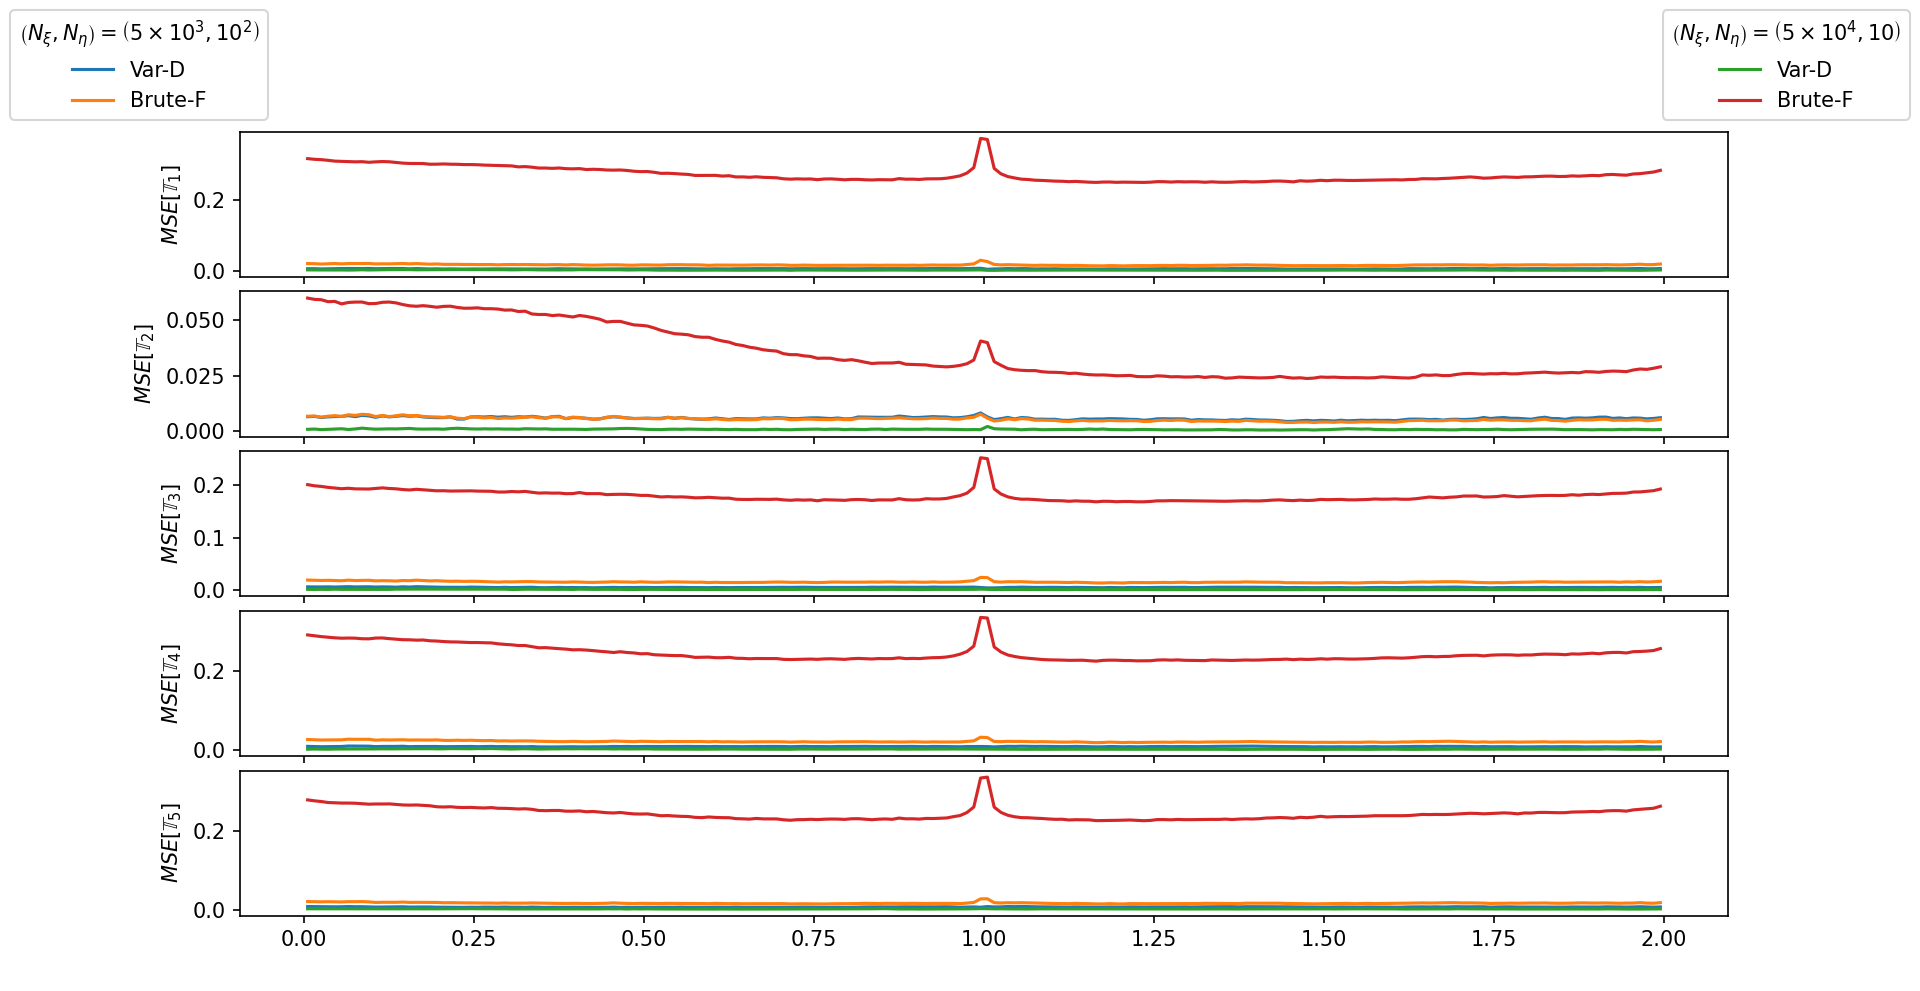 (N_ξ, N_η) = (5 × 10³, 10²)
Var-D
Brute-F
(N_ξ, N_η) = (5 × 10⁴, 10)
Var-D
Brute-F
MSE[𝕋₁]
0.2
0.0
MSE[𝕋₂]
0.050
0.025
0.000
MSE[𝕋₃]
0.2
0.1
0.0
MSE[𝕋₄]
0.2
0.0
MSE[𝕋₅]
0.2
0.0
0.00 0.25 0.50 0.75 1.00 1.25 1.50 1.75 2.00